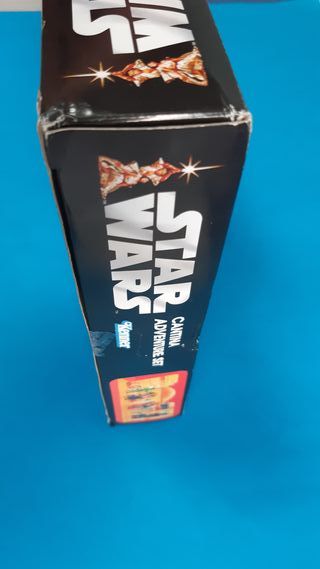 STAR
WARS
CANTINA
ADVENTURE SET
Kenner